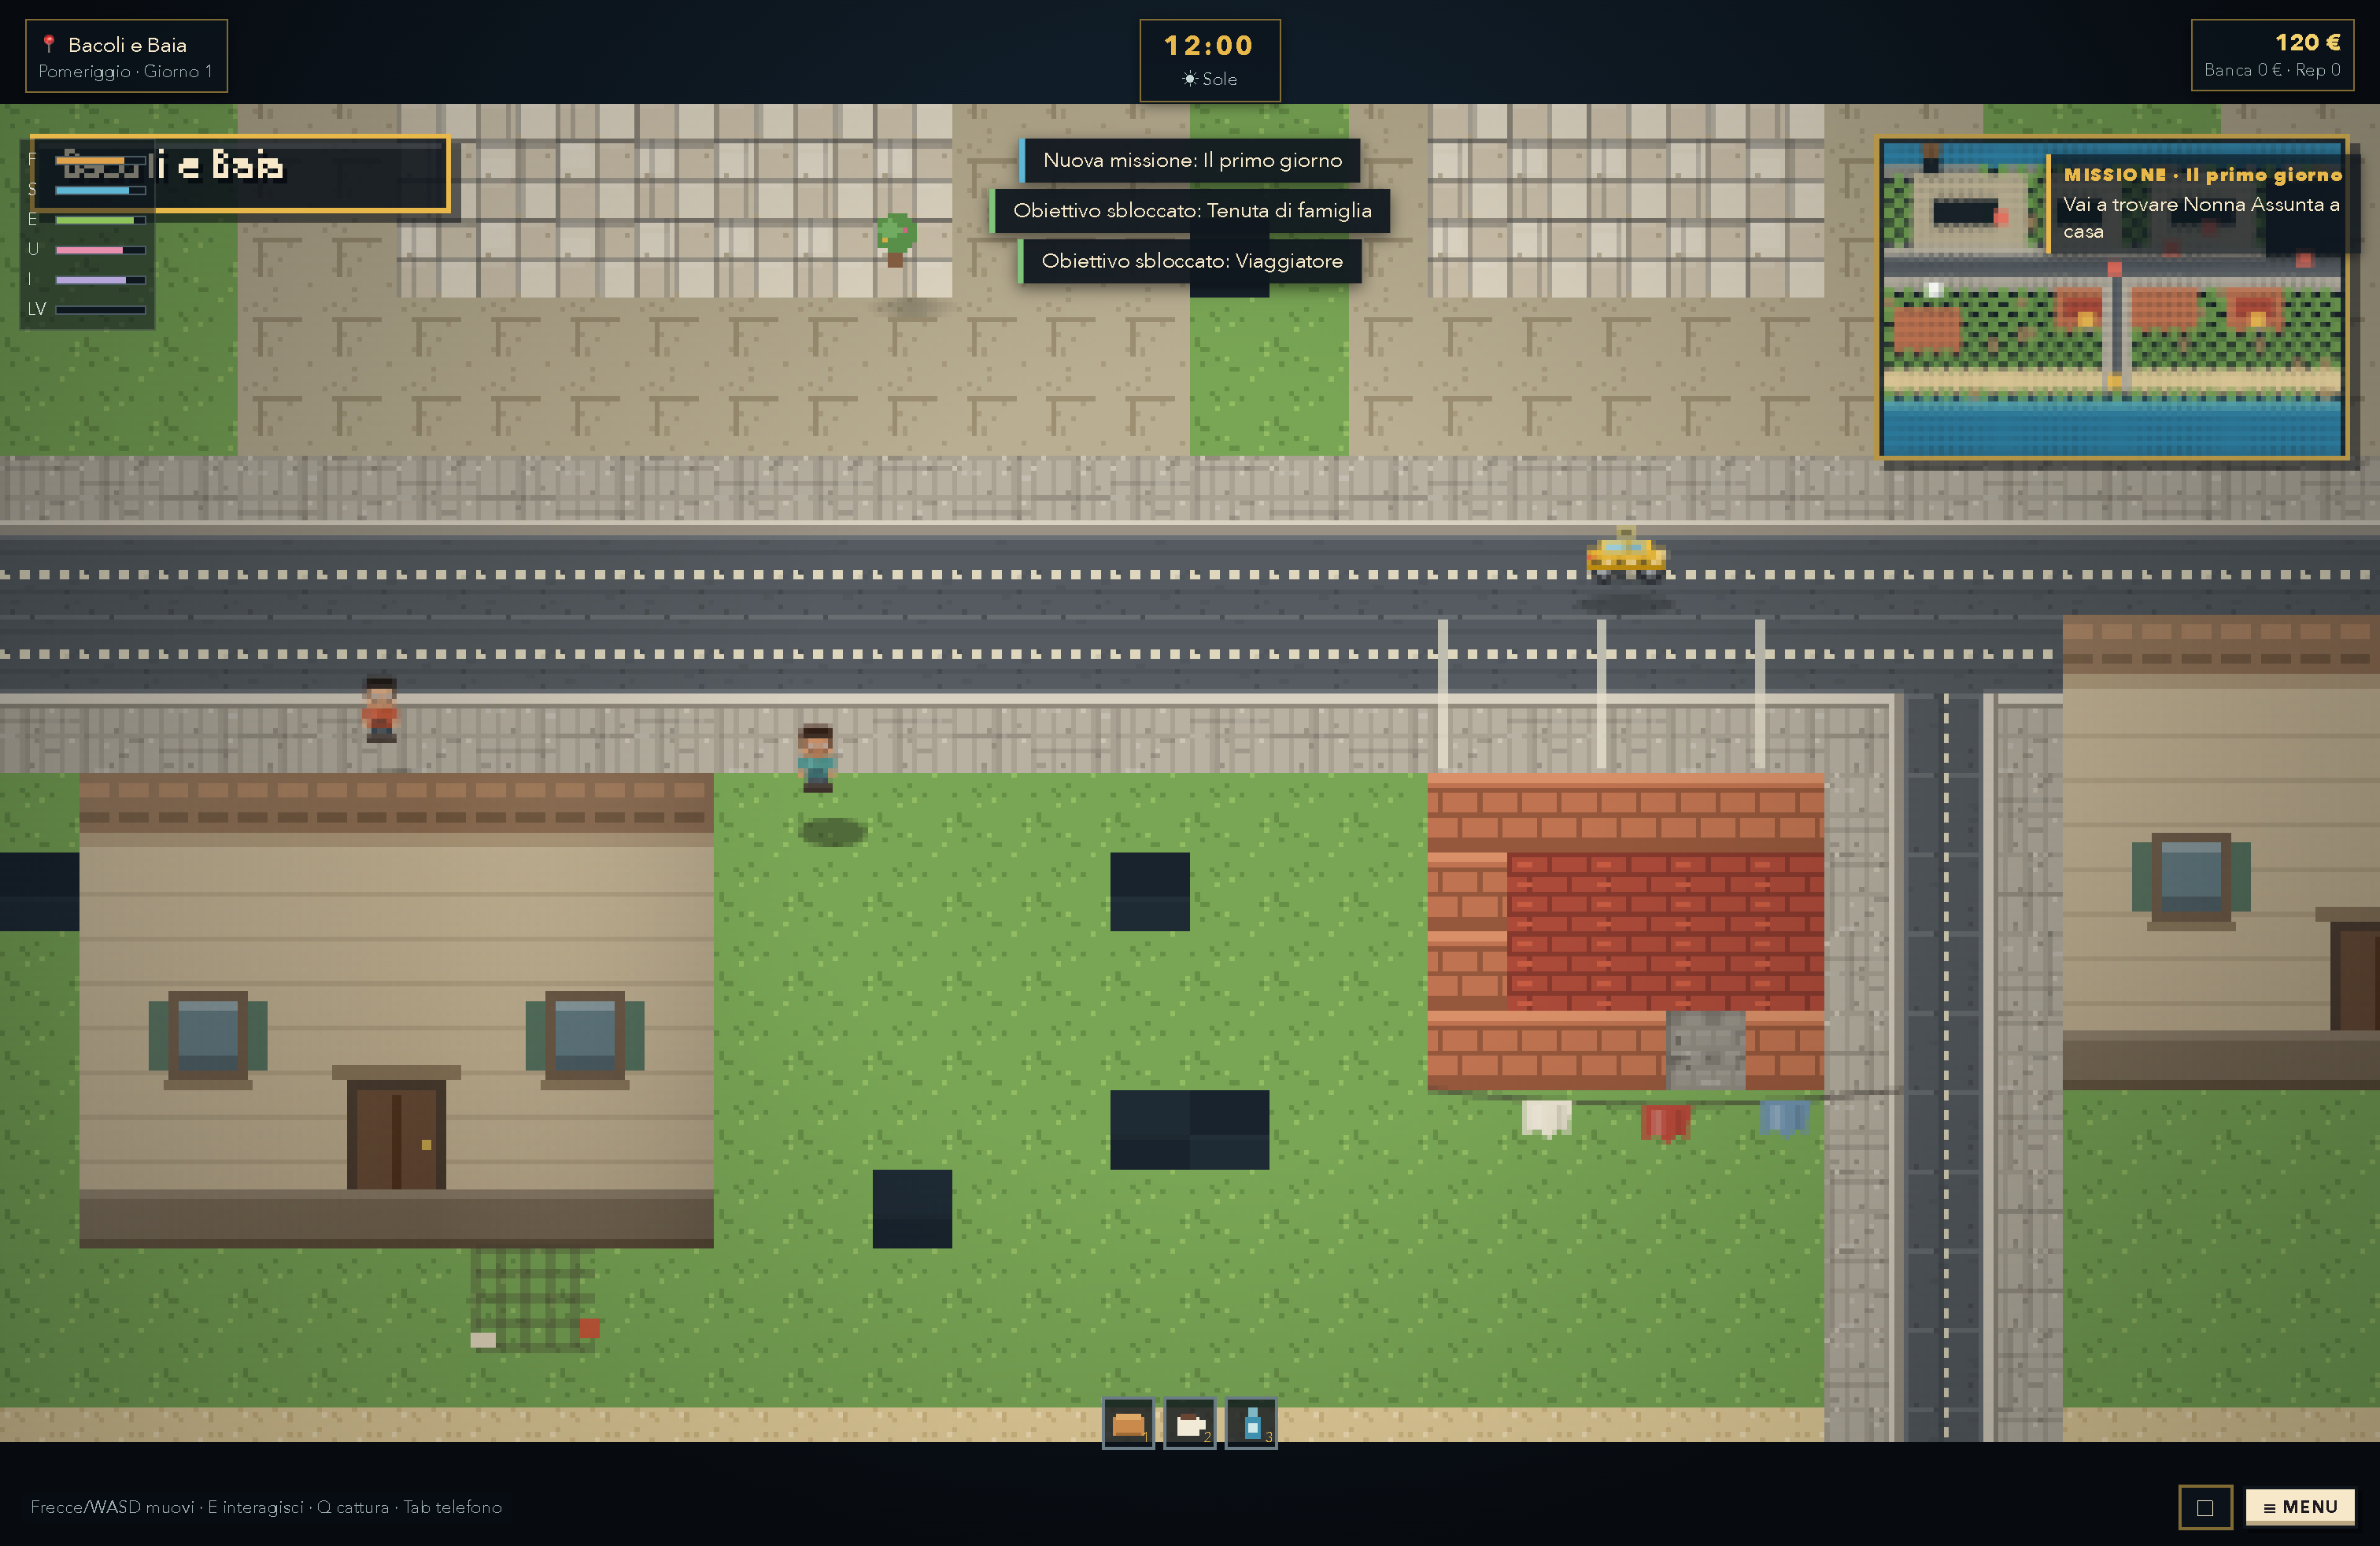 Bacoli e Baia
Pomeriggio · Giorno 1
12:00
Sole
120 €
Banca 0 € · Rep 0
F
S
E
U
I
LV
Nuova missione: Il primo giorno
Obiettivo sbloccato: Tenuta di famiglia
Obiettivo sbloccato: Viaggiatore
MISSIONE · Il primo giorno
Vai a trovare Nonna Assunta a
casa
1
2
3
Frecce/WASD muovi · E interagisci · Q cattura · Tab telefono
≡ MENU